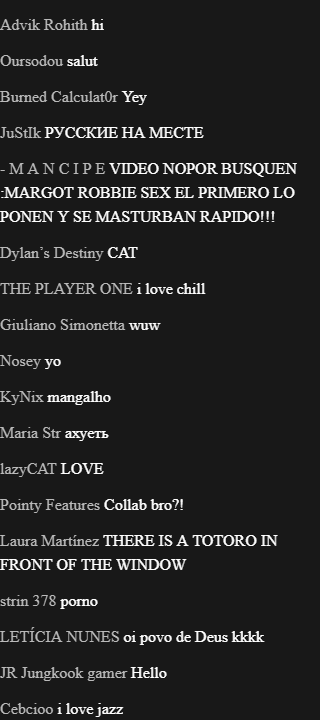 Advik Rohith hi
Oursodou salut
Burned Calculat0r Yey
JuStIk РУССКИЕ НА МЕСТЕ
- M A N C I P E VIDEO NOPOR BUSQUEN
:MARGOT ROBBIE SEX EL PRIMERO LO
PONEN Y SE MASTURBAN RAPIDO!!!
Dylan’s Destiny CAT
THE PLAYER ONE i love chill
Giuliano Simonetta wuw
Nosey yo
KyNix mangalho
Maria Str ахуеть
lazyCAT LOVE
Pointy Features Collab bro?!
Laura Martínez THERE IS A TOTORO IN
FRONT OF THE WINDOW
strin 378 porno
LETÍCIA NUNES oi povo de Deus kkkk
JR Jungkook gamer Hello
Cebcioo i love jazz